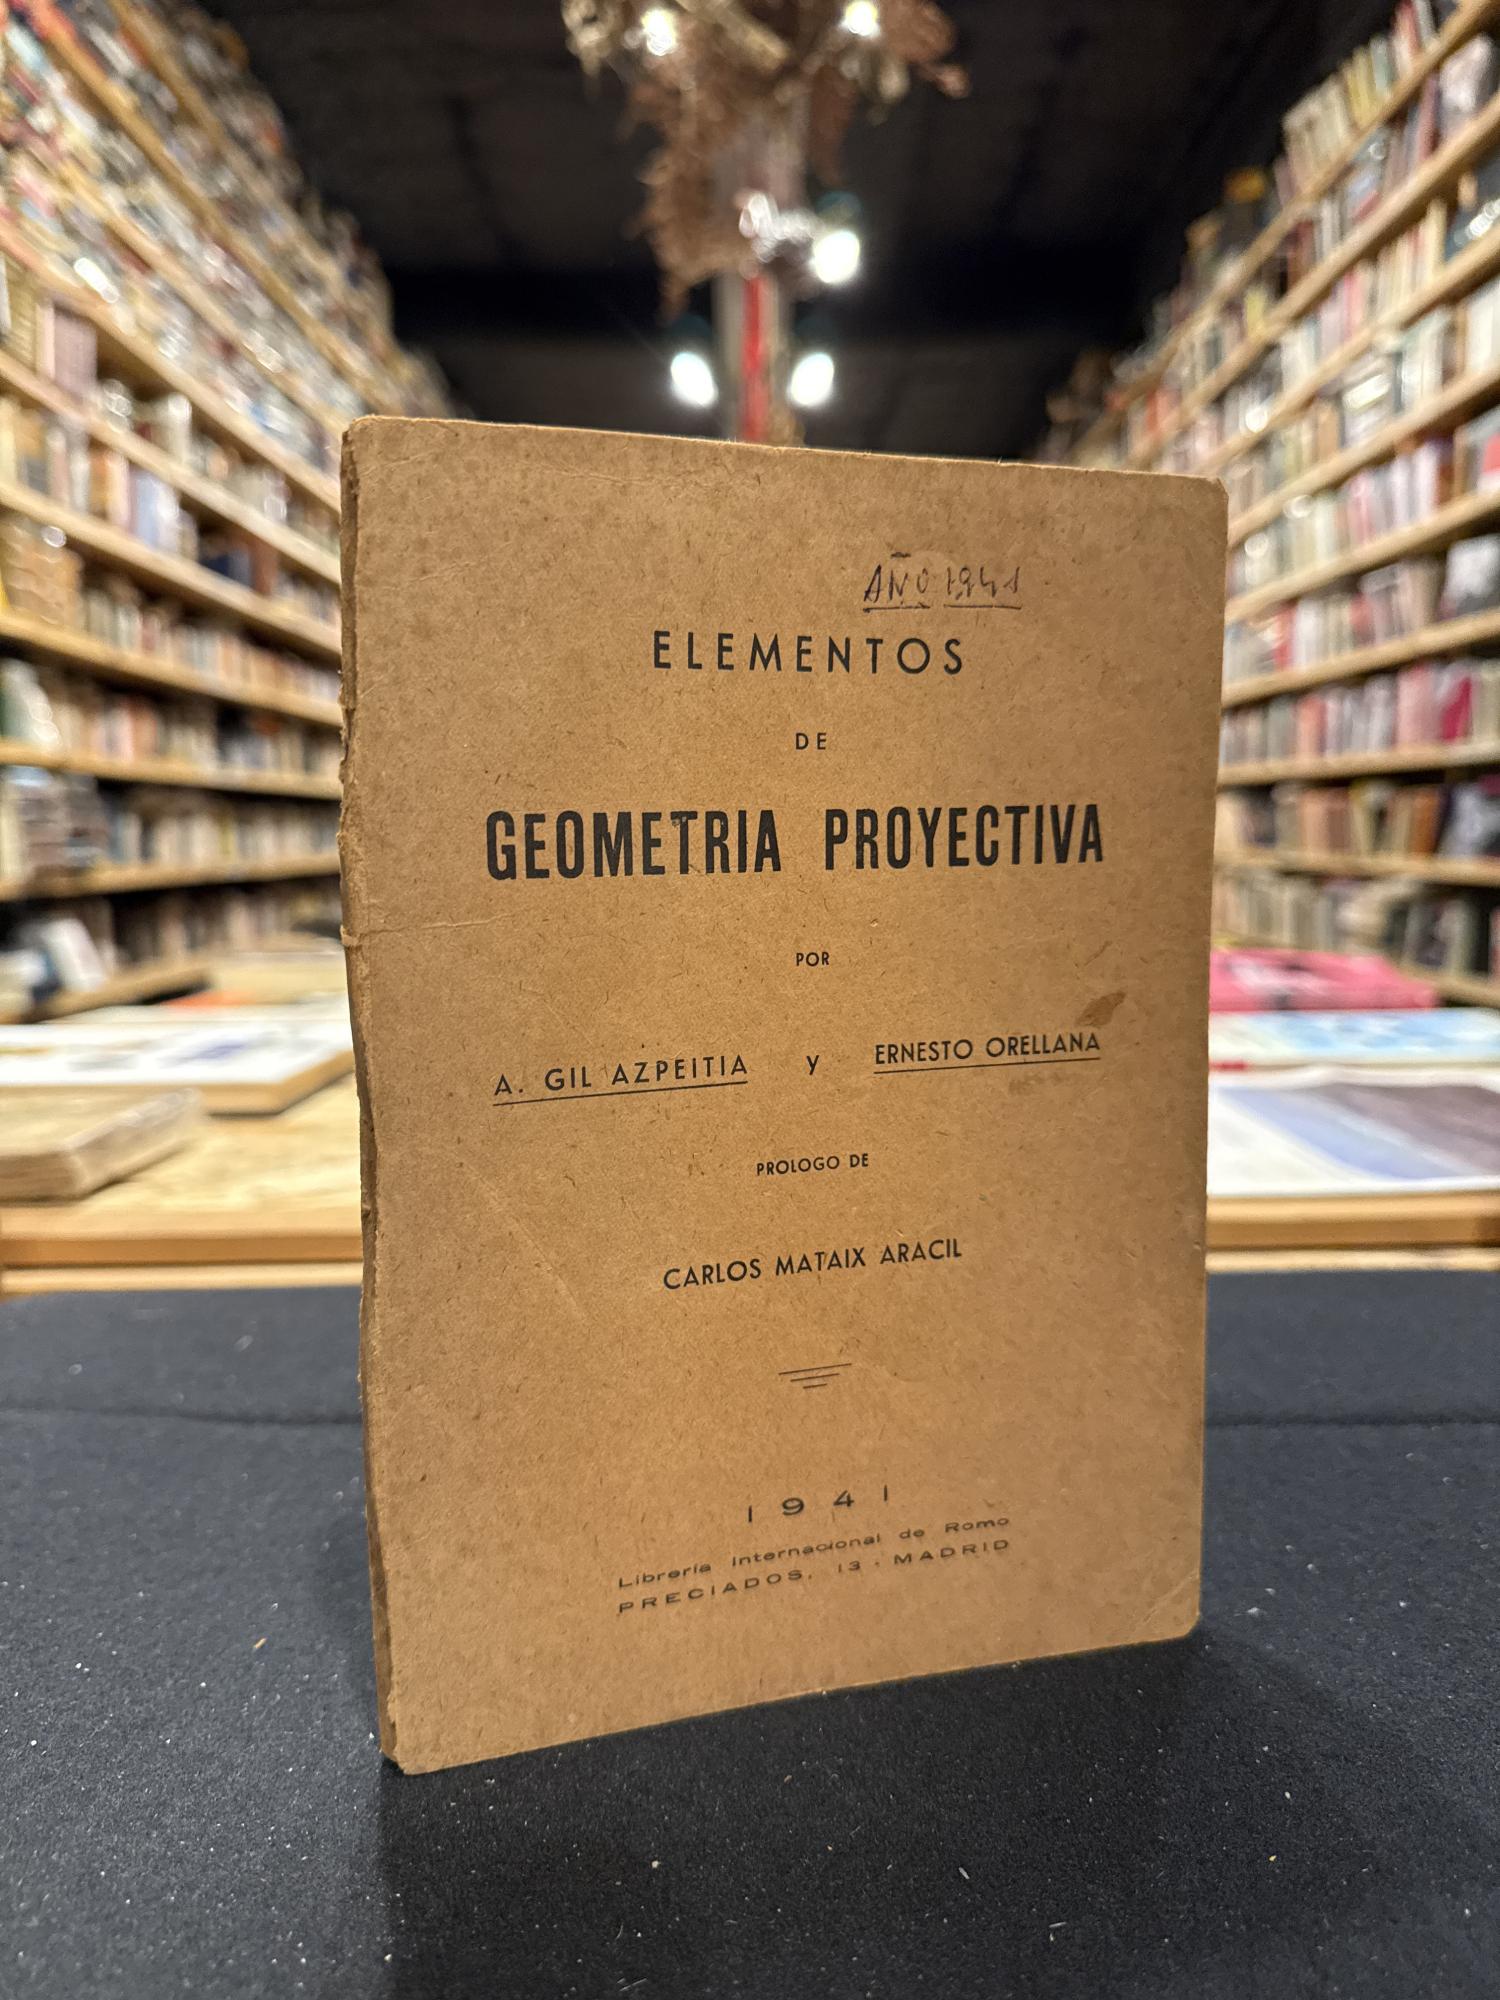 AÑO 1941
ELEMENTOS
DE
GEOMETRIA PROYECTIVA
POR
A. GIL AZPEITIA y ERNESTO ORELLANA
PROLOGO DE
CARLOS MATAIX ARACIL
1941
Librería Internacional de Romo
PRECIADOS, 13 - MADRID